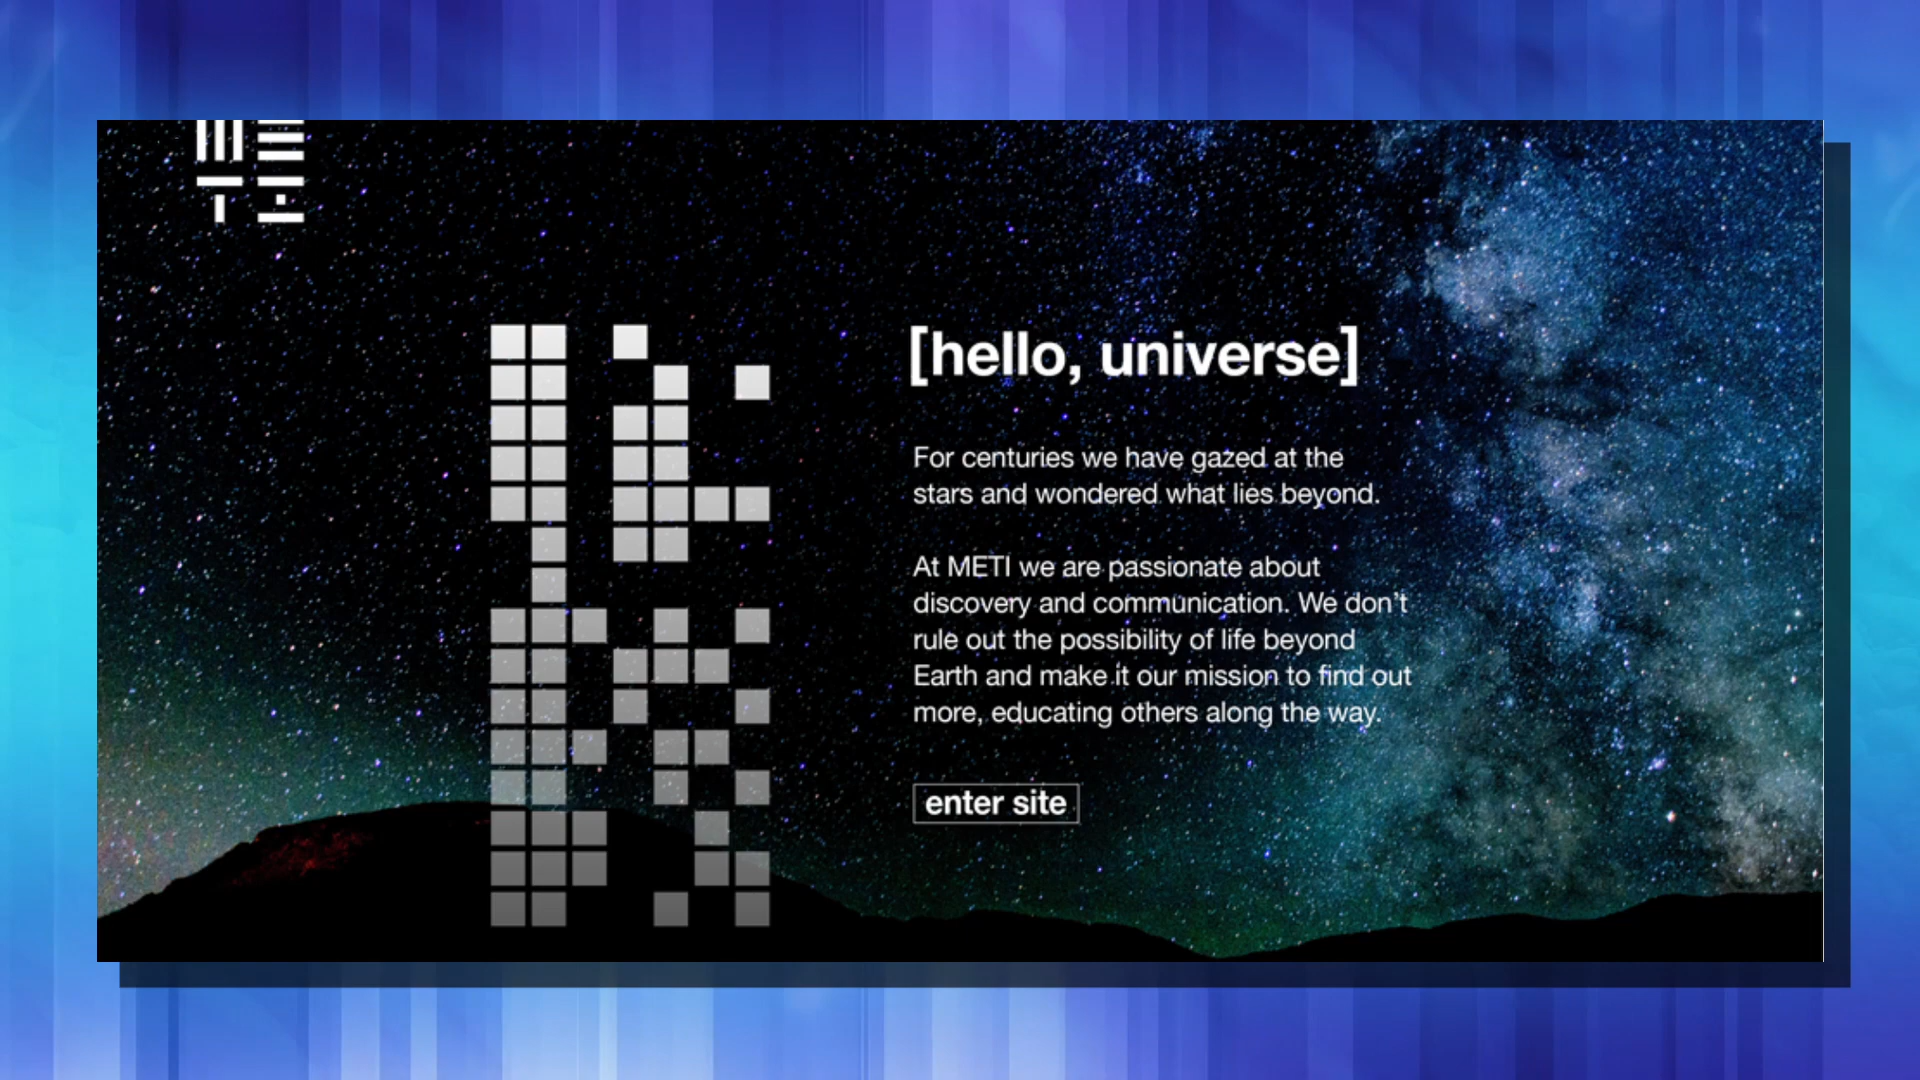 [hello, universe]
For centuries we have gazed at the
stars and wondered what lies beyond.
At METI we are passionate about
discovery and communication. We don't
rule out the possibility of life beyond
Earth and make it our mission to find out
more, educating others along the way.
enter site